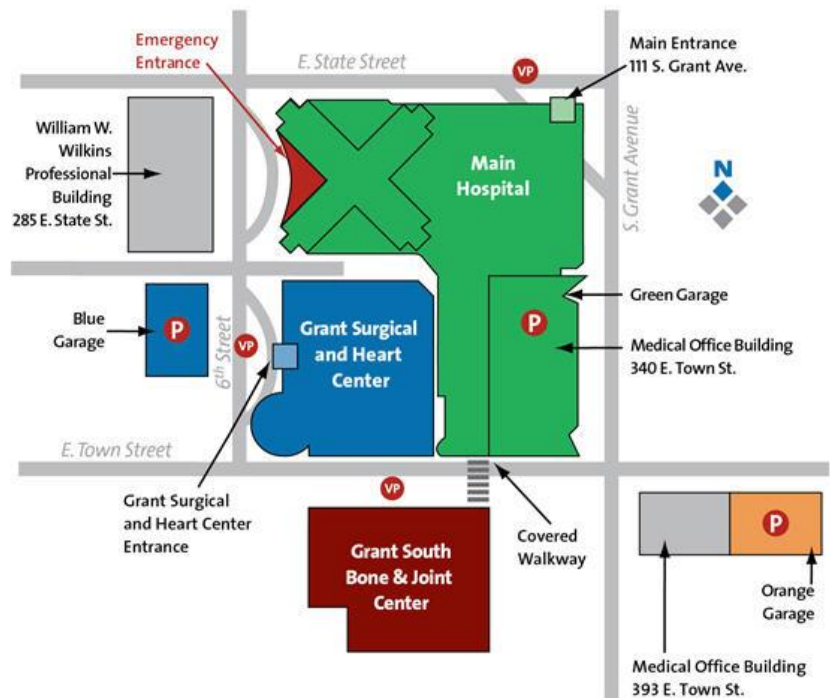 Emergency
Entrance
E. State Street
VP
Main Entrance
111 S. Grant Ave.
William W.
Wilkins
Professional
Building
285 E. State St.
Main
Hospital
S. Grant Avenue
N
Blue
Garage
P
6th Street
VP
Grant Surgical
and Heart
Center
P
Green Garage
Medical Office Building
340 E. Town St.
E. Town Street
Grant Surgical
and Heart Center
Entrance
VP
Covered
Walkway
Grant South
Bone & Joint
Center
P
Orange
Garage
Medical Office Building
393 E. Town St.